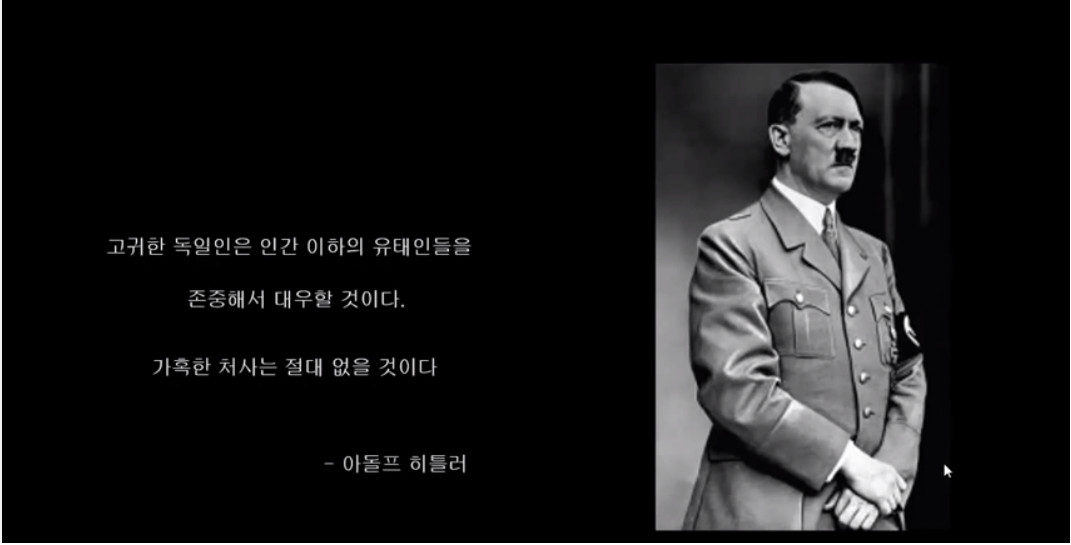 고귀한 독일인은 인간 이하의 유태인들을
존중해서 대우할 것이다.
가혹한 처사는 절대 없을 것이다
- 아돌프 히틀러